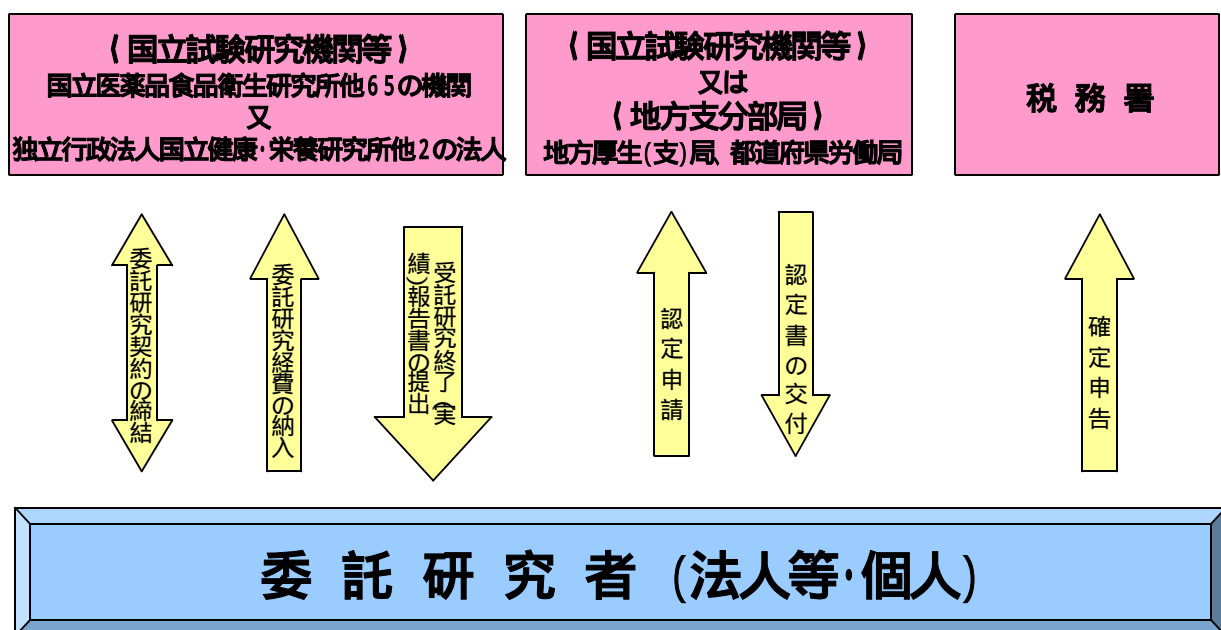 (国立試験研究機関等)
国立医薬品食品衛生研究所他65の機関
又
独立行政法人国立健康・栄養研究所他2の法人
(国立試験研究機関等)
又は
(地方支分部局)
地方厚生(支)局、都道府県労働局
税務署
委託研究契約の締結
委託研究経費の納入
受託研究終了(実
績)報告書の提出
認定申請
認定書の交付
確定申告
委託研究者(法人等・個人)